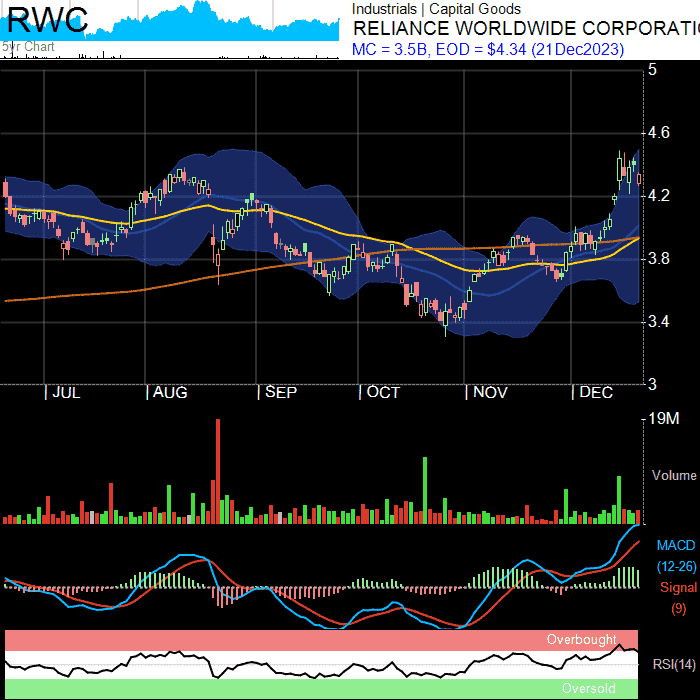 RWC
5yr Chart
Industrials | Capital Goods
RELIANCE WORLDWIDE CORPORATI
MC = 3.5B, EOD = $4.34 (21Dec2023)
5
4.6
4.2
3.8
3.4
3
JUL AUG SEP OCT NOV DEC
19M
Volume
MACD
(12-26)
Signal
(9)
Overbought
RSI(14)
Oversold